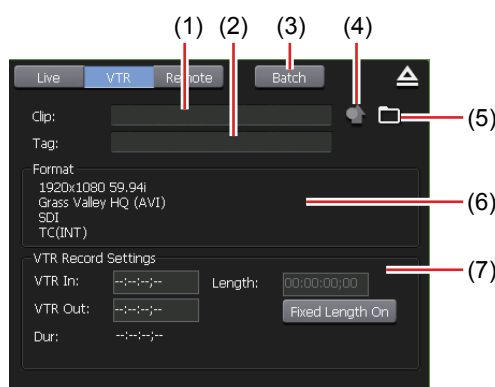 (1) (2) (3) (4)
Live VTR Remote Batch
Clip: (5)
Tag:
Format
1920x1080 59.94i
Grass Valley HQ (AVI) (6)
SDI
TC(INT)
VTR Record Settings (7)
VTR In: --:--:--;-- Length: 00:00:00;00
VTR Out: --:--:--;-- Fixed Length On
Dur: --:--:--;--